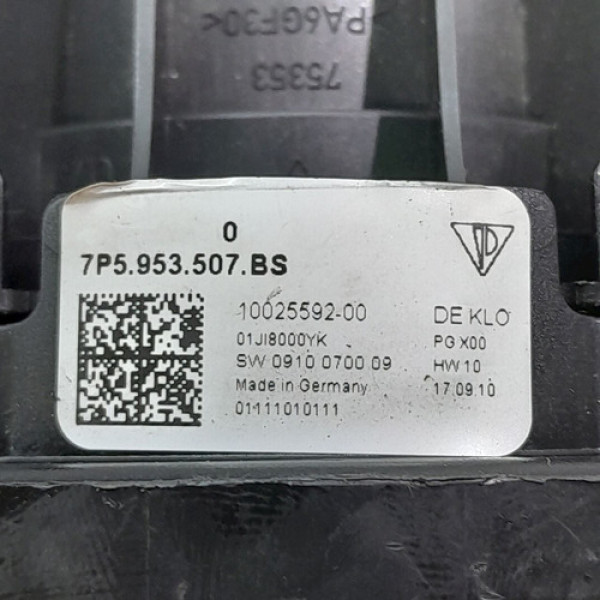 >PA6GF30<
75353
0
7P5.953.507.BS
10025592-00 DE KLO
01JI8000YK PG X00
SW 0910 0700 09 HW 10
Made in Germany 17.09.10
01111010111